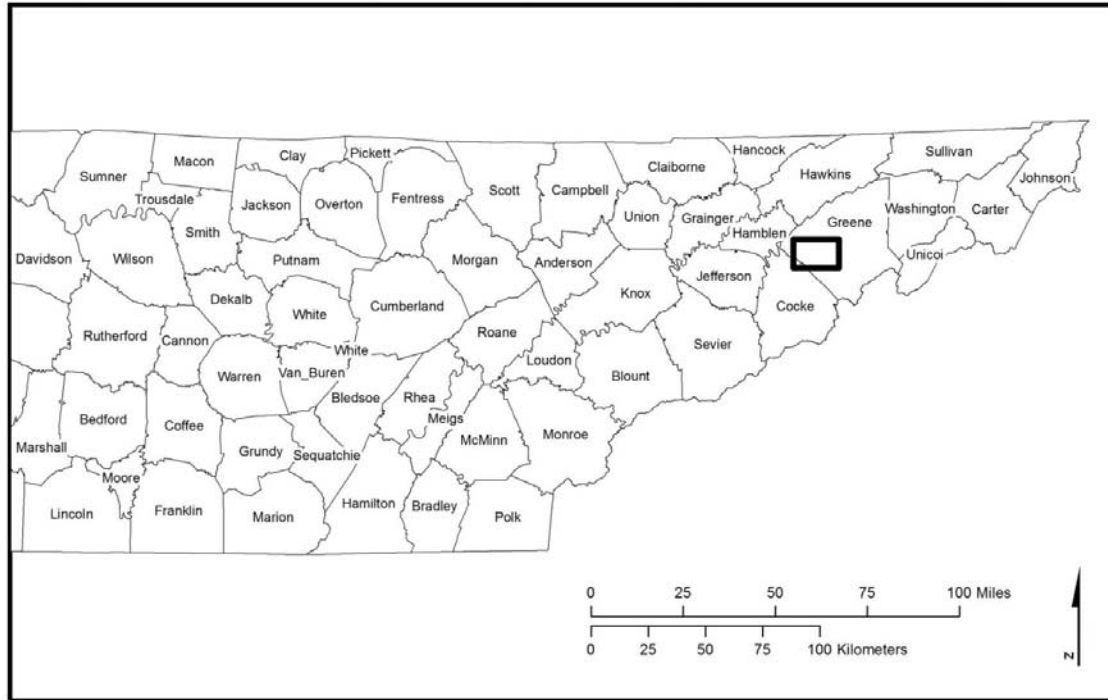 Hancock
Pickett
Clay
Macon
Sullivan
Claiborne
Sumner
Hawkins
Johnson
Scott
Campbell
Fentress
Trousdale
Jackson
Overton
Union
Grainger
Washington
Carter
Greene
Smith
Hamblen
Davidson
Wilson
Putnam
Morgan
Anderson
Unicoi
Jefferson
Dekalb
Knox
Cumberland
Cocke
White
Rutherford
Cannon
Roane
Sevier
White
Loudon
Warren
Van_Buren
Blount
Bledsoe
Rhea
Bedford
Coffee
Meigs
Monroe
Marshall
McMinn
Grundy
Sequatchie
Moore
Hamilton
Bradley
Lincoln
Franklin
Marion
Polk
0 25 50 75 100 Miles
0 25 50 75 100 Kilometers
N